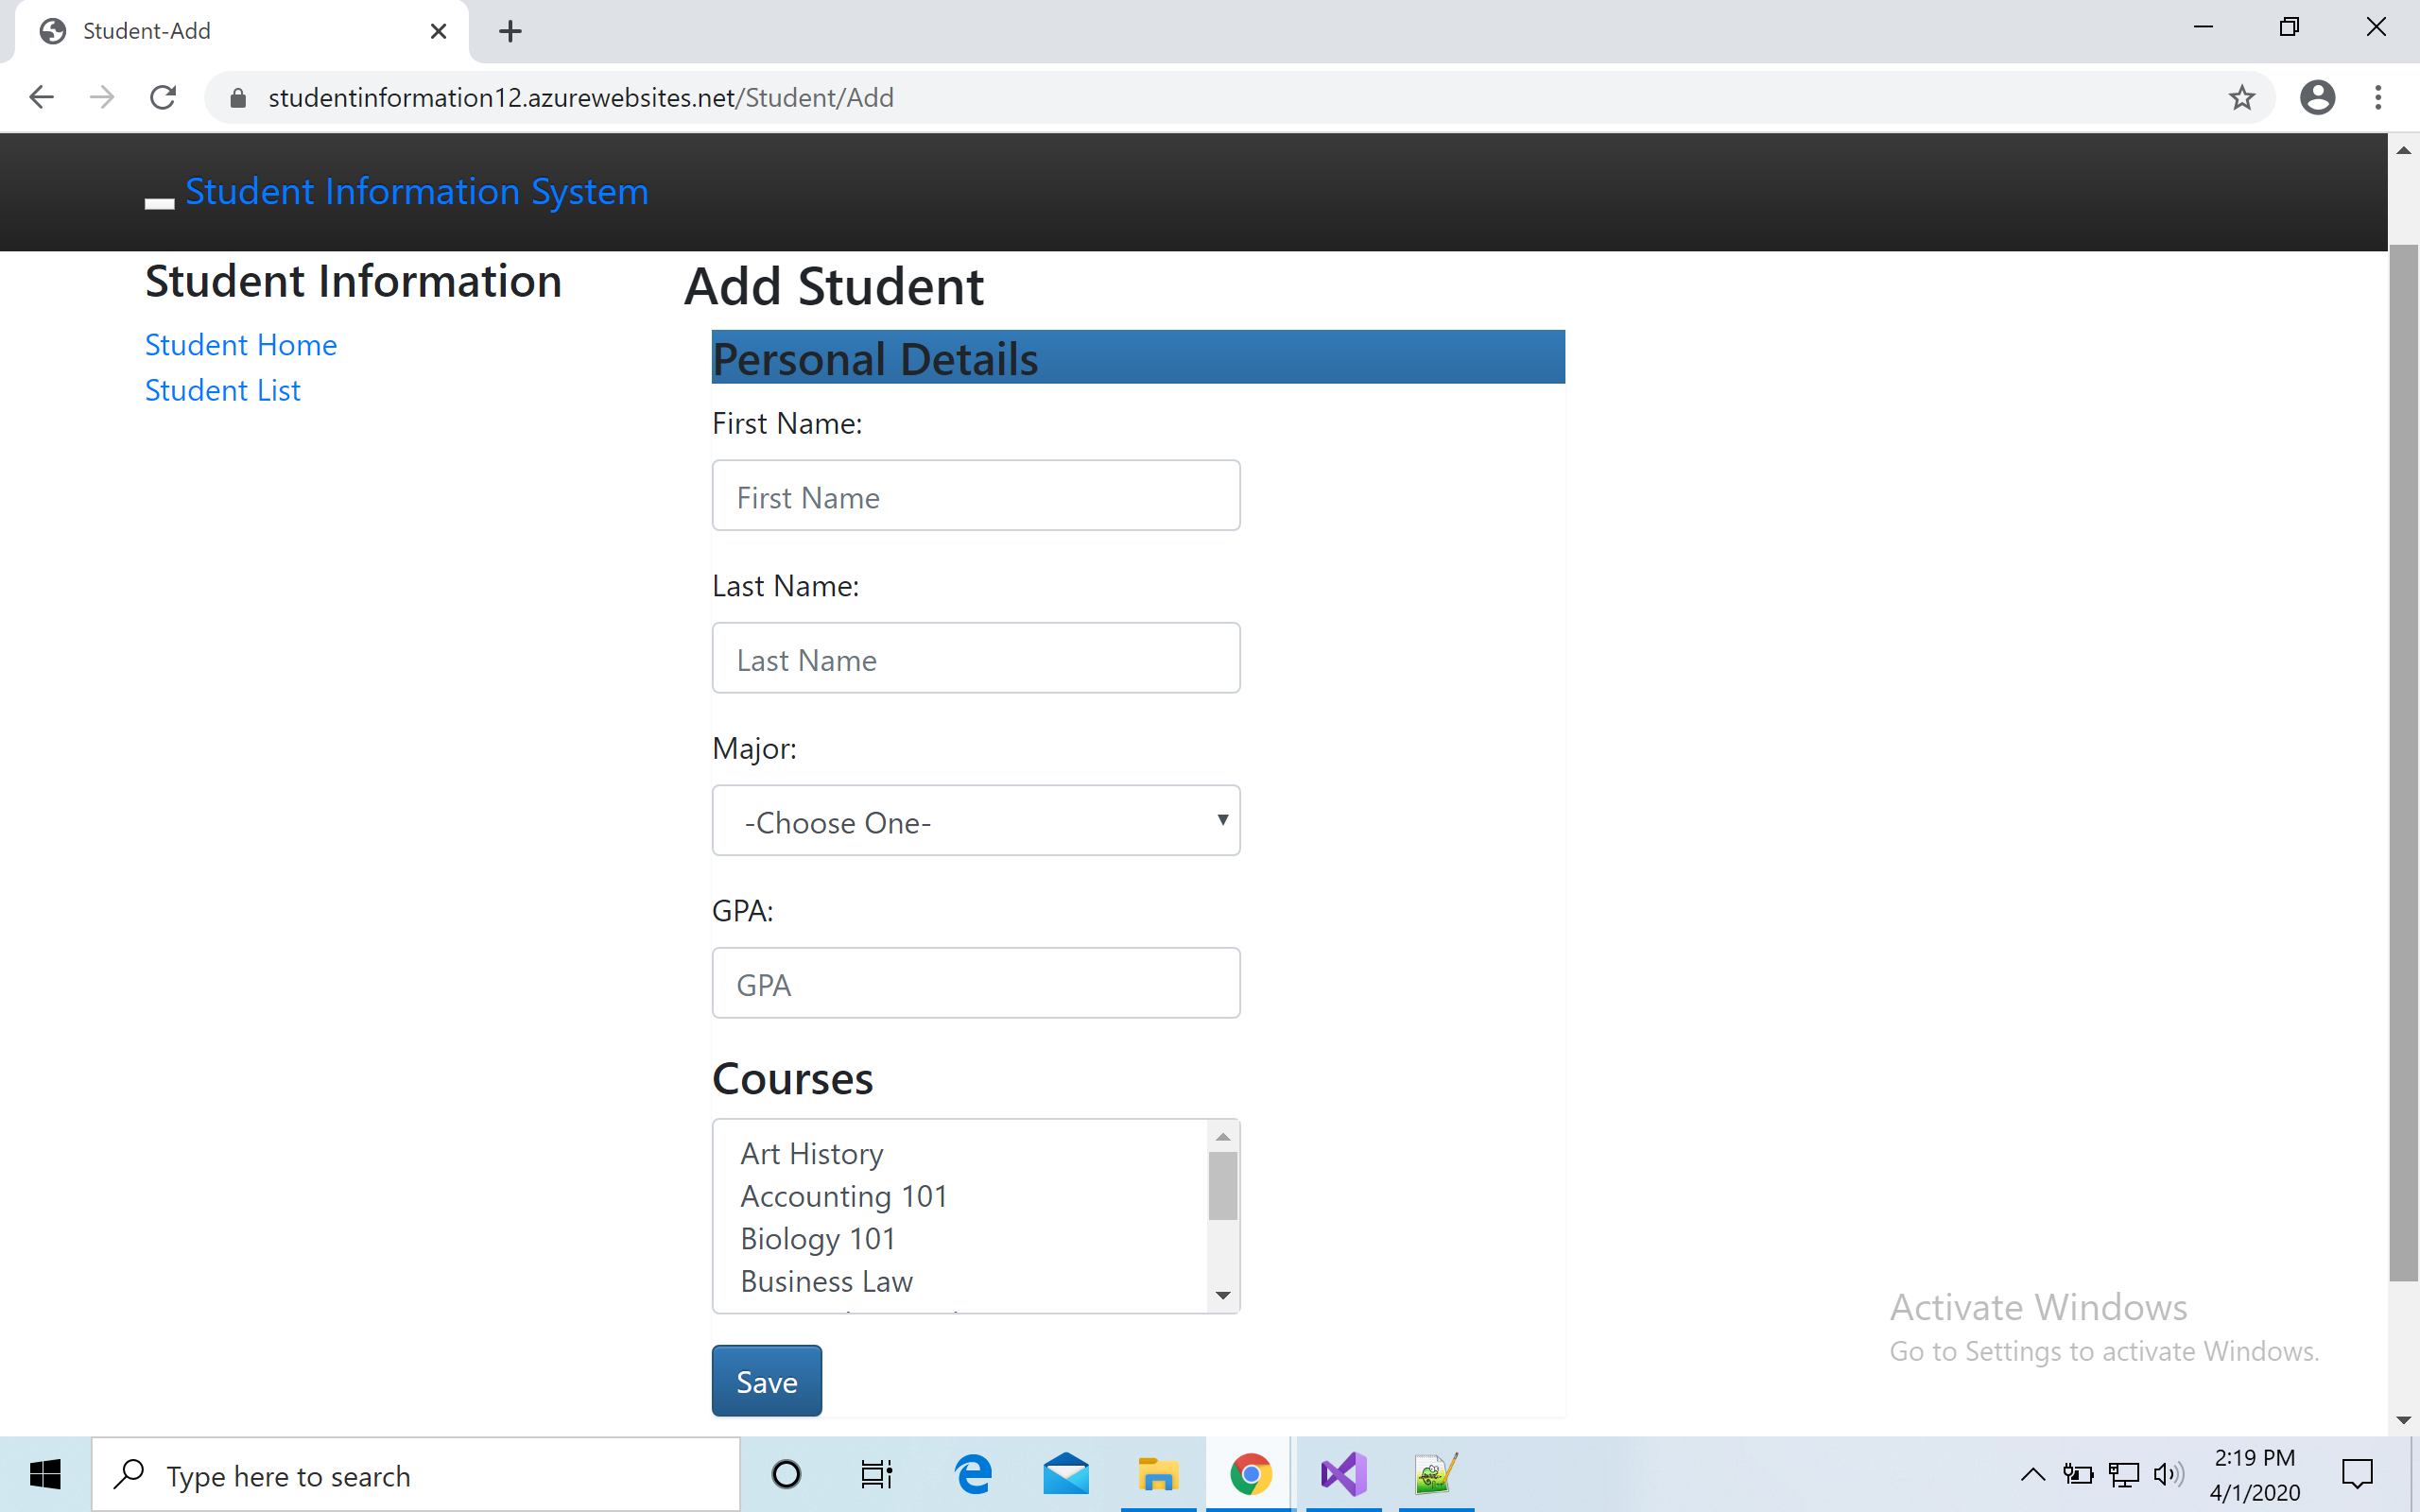 Student-Add
studentinformation12.azurewebsites.net/Student/Add
Student Information System
Student Information
Student Home
Student List
Add Student
Personal Details
First Name:
First Name
Last Name:
Last Name
Major:
-Choose One-
GPA:
GPA
Courses
Art History
Accounting 101
Biology 101
Business Law
Save
Activate Windows
Go to Settings to activate Windows.
Type here to search
2:19 PM
4/1/2020